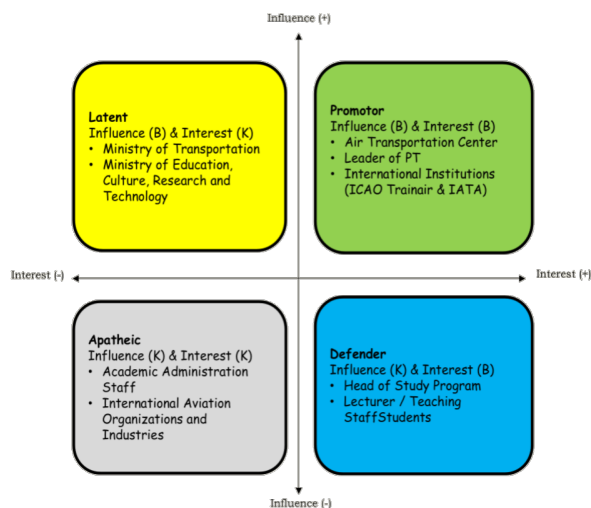 Influence (+)
Latent
Influence (B) & Interest (K)
• Ministry of Transportation
• Ministry of Education,
Culture, Research and
Technology
Promotor
Influence (B) & Interest (B)
• Air Transportation Center
• Leader of PT
• International Institutions
(ICAO Trainair & IATA)
Interest (-)
Interest (+)
Apatheic
Influence (K) & Interest (K)
• Academic Administration
Staff
• International Aviation
Organizations and
Industries
Defender
Influence (K) & Interest (B)
• Head of Study Program
• Lecturer / Teaching
StaffStudents
Influence (-)